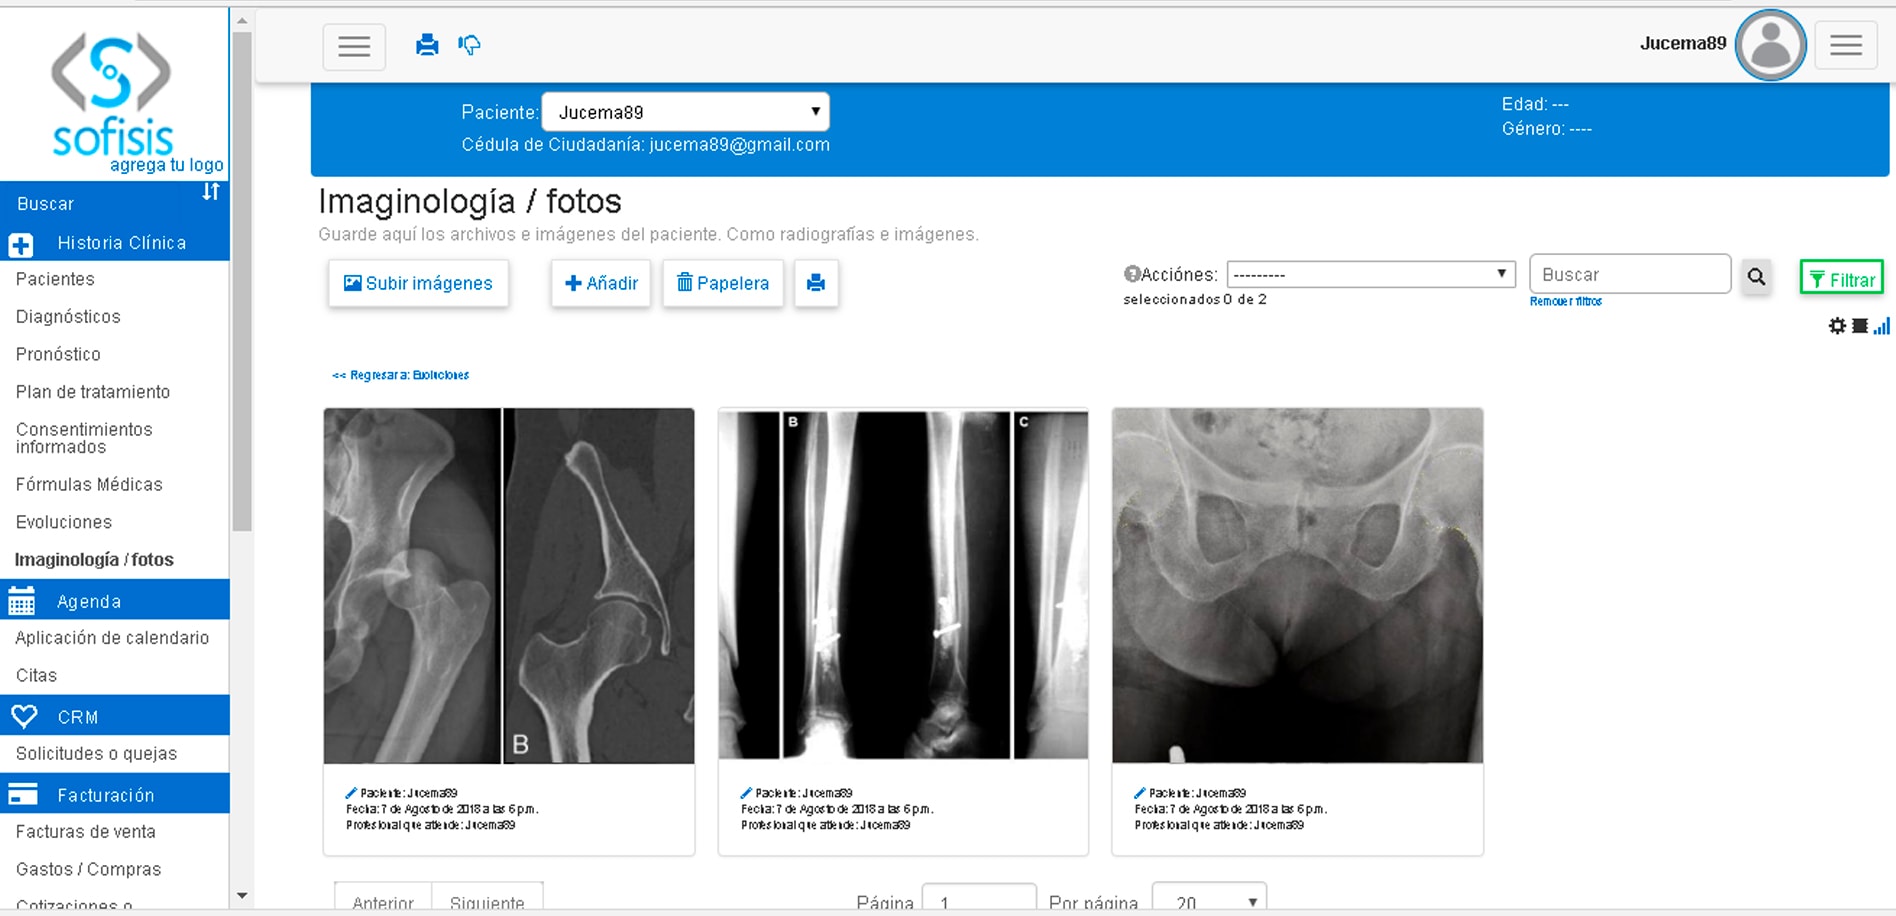 sofisis
agrega tu logo
Buscar
Historia Clínica
Pacientes
Diagnósticos
Pronóstico
Plan de tratamiento
Consentimientos
informados
Fórmulas Médicas
Evoluciones
Imaginología / fotos
Agenda
Aplicación de calendario
Citas
CRM
Solicitudes o quejas
Facturación
Facturas de venta
Gastos / Compras
Cotizaciones o
Jucema89
Paciente: Jucema89
Cédula de Ciudadanía: jucema89@gmail.com
Edad: ---
Género: ----
Imaginología / fotos
Guarde aquí los archivos e imágenes del paciente. Como radiografías e imágenes.
Subir imágenes
Añadir
Papelera
Acciónes: ---------
seleccionados 0 de 2
Buscar
Remover filtros
Filtrar
<< Regresar a: Evoluciones
B
B
C
Paciente: Jucema89
Fecha: 7 de Agosto de 2018 a las 6 p.m.
Profesional que atiende: Jucema89
Paciente: Jucema89
Fecha: 7 de Agosto de 2018 a las 6 p.m.
Profesional que atiende: Jucema89
Paciente: Jucema89
Fecha: 7 de Agosto de 2018 a las 6 p.m.
Profesional que atiende: Jucema89
Anterior
Siguiente
Página 1
Por página 20